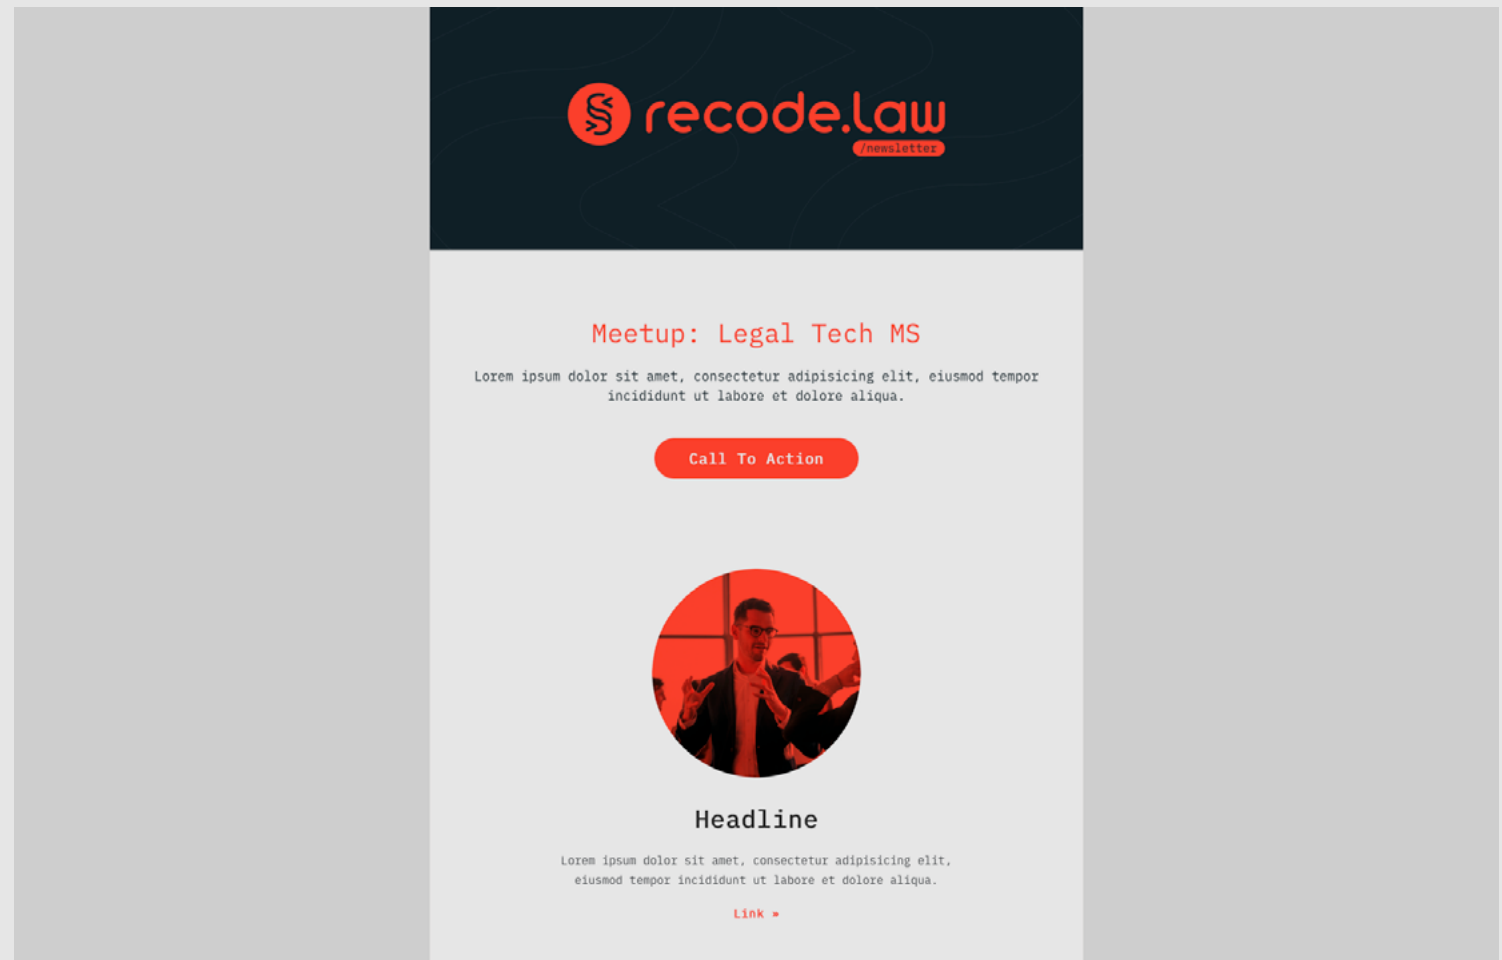 recode.law
/newsletter
Meetup: Legal Tech MS
Lorem ipsum dolor sit amet, consectetur adipisicing elit, eiusmod tempor
incididunt ut labore et dolore aliqua.
Call To Action
Headline
Lorem ipsum dolor sit amet, consectetur adipisicing elit,
eiusmod tempor incididunt ut labore et dolore aliqua.
Link »